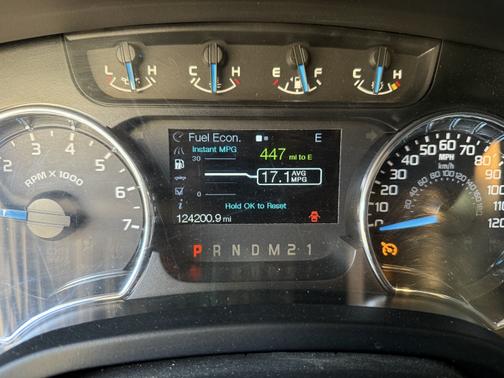 L H C H E F C H
Fuel Econ. E
Instant MPG
30
447 mi to E
17.1 AVG MPG
0
Hold OK to Reset
124200.9 mi
P R N D M 2 1
2 3 4 5 6 7
RPM X 1000
0 10 20 30 40 50 60 70 80 90 100 110 120
MPH
km/h